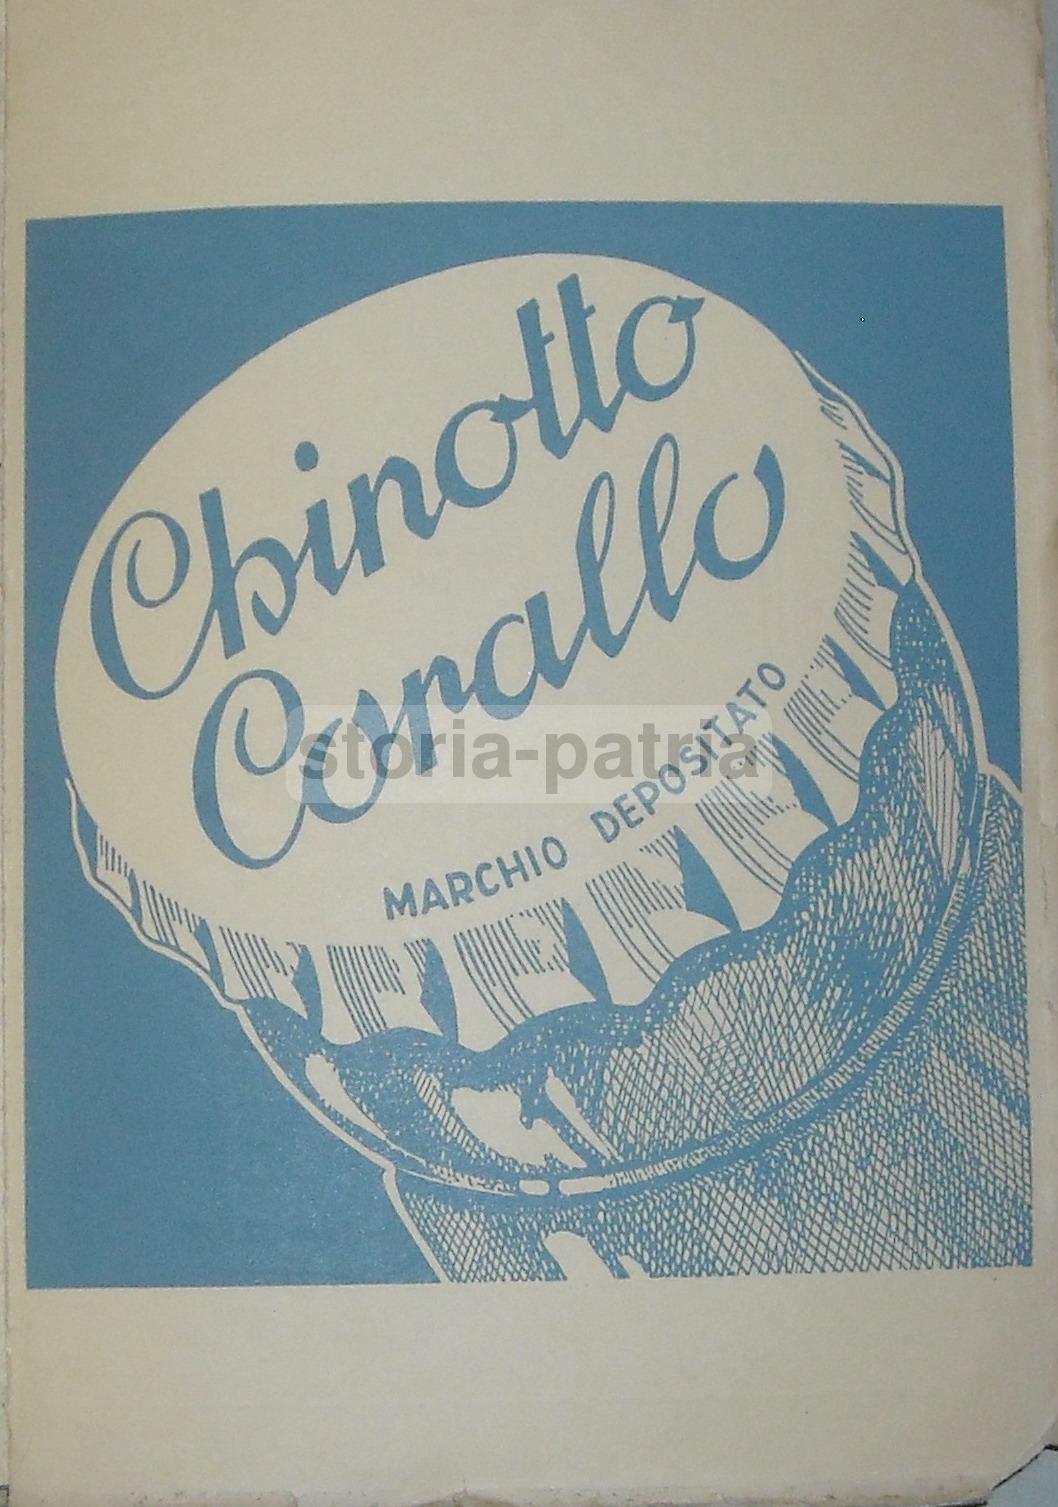 Chinotto
Corallo
MARCHIO DEPOSITATO
storia-patria